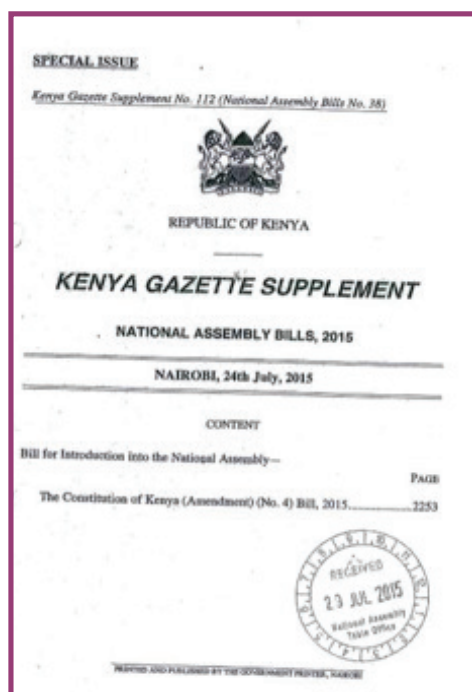 SPECIAL ISSUE
Kenya Gazette Supplement No. 112 (National Assembly Bills No. 38)
REPUBLIC OF KENYA
KENYA GAZETTE SUPPLEMENT
NATIONAL ASSEMBLY BILLS, 2015
NAIROBI, 24th July, 2015
CONTENT
Bill for Introduction into the National Assembly—
PAGE
The Constitution of Kenya (Amendment) (No. 4) Bill, 2015....................2253
RECEIVED
29 JUL 2015
National Assembly
Table Office
PRINTED AND PUBLISHED BY THE GOVERNMENT PRINTER, NAIROBI